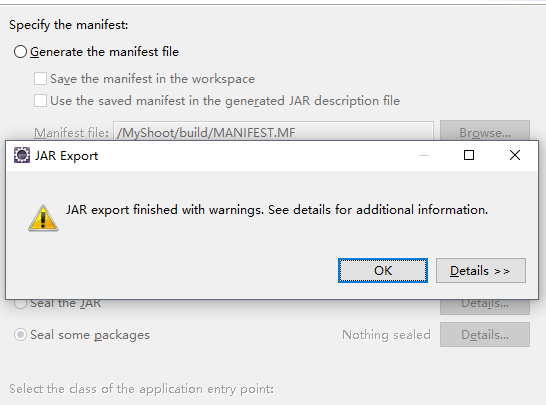 Specify the manifest:
Generate the manifest file
Save the manifest in the workspace
Use the saved manifest in the generated JAR description file
Manifest file: /MyShoot/build/MANIFEST.MF Browse...
JAR Export
JAR export finished with warnings. See details for additional information.
OK Details >>
Seal the JAR Details...
Seal some packages Nothing sealed Details...
Select the class of the application entry point: